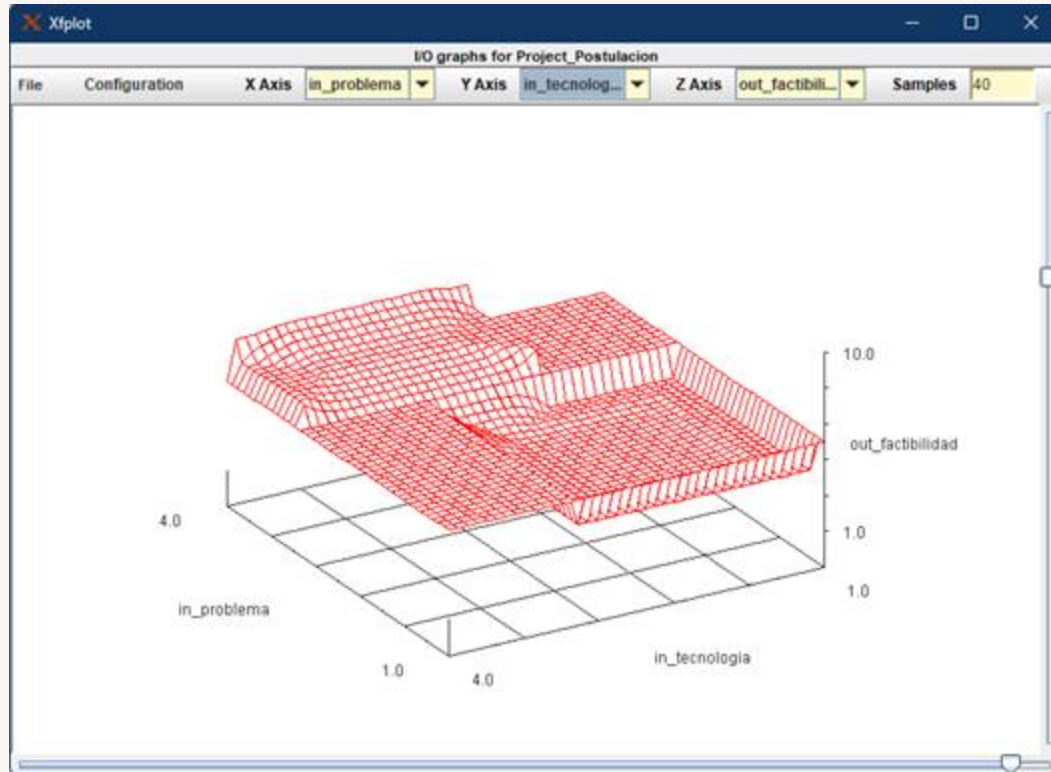 Xfplot
I/O graphs for Project_Postulacion
File Configuration X Axis in_problema Y Axis in_tecnolog... Z Axis out_factibili... Samples 40
10.0
out_factibilidad
4.0
1.0
1.0
in_problema
in_tecnologia
1.0
4.0